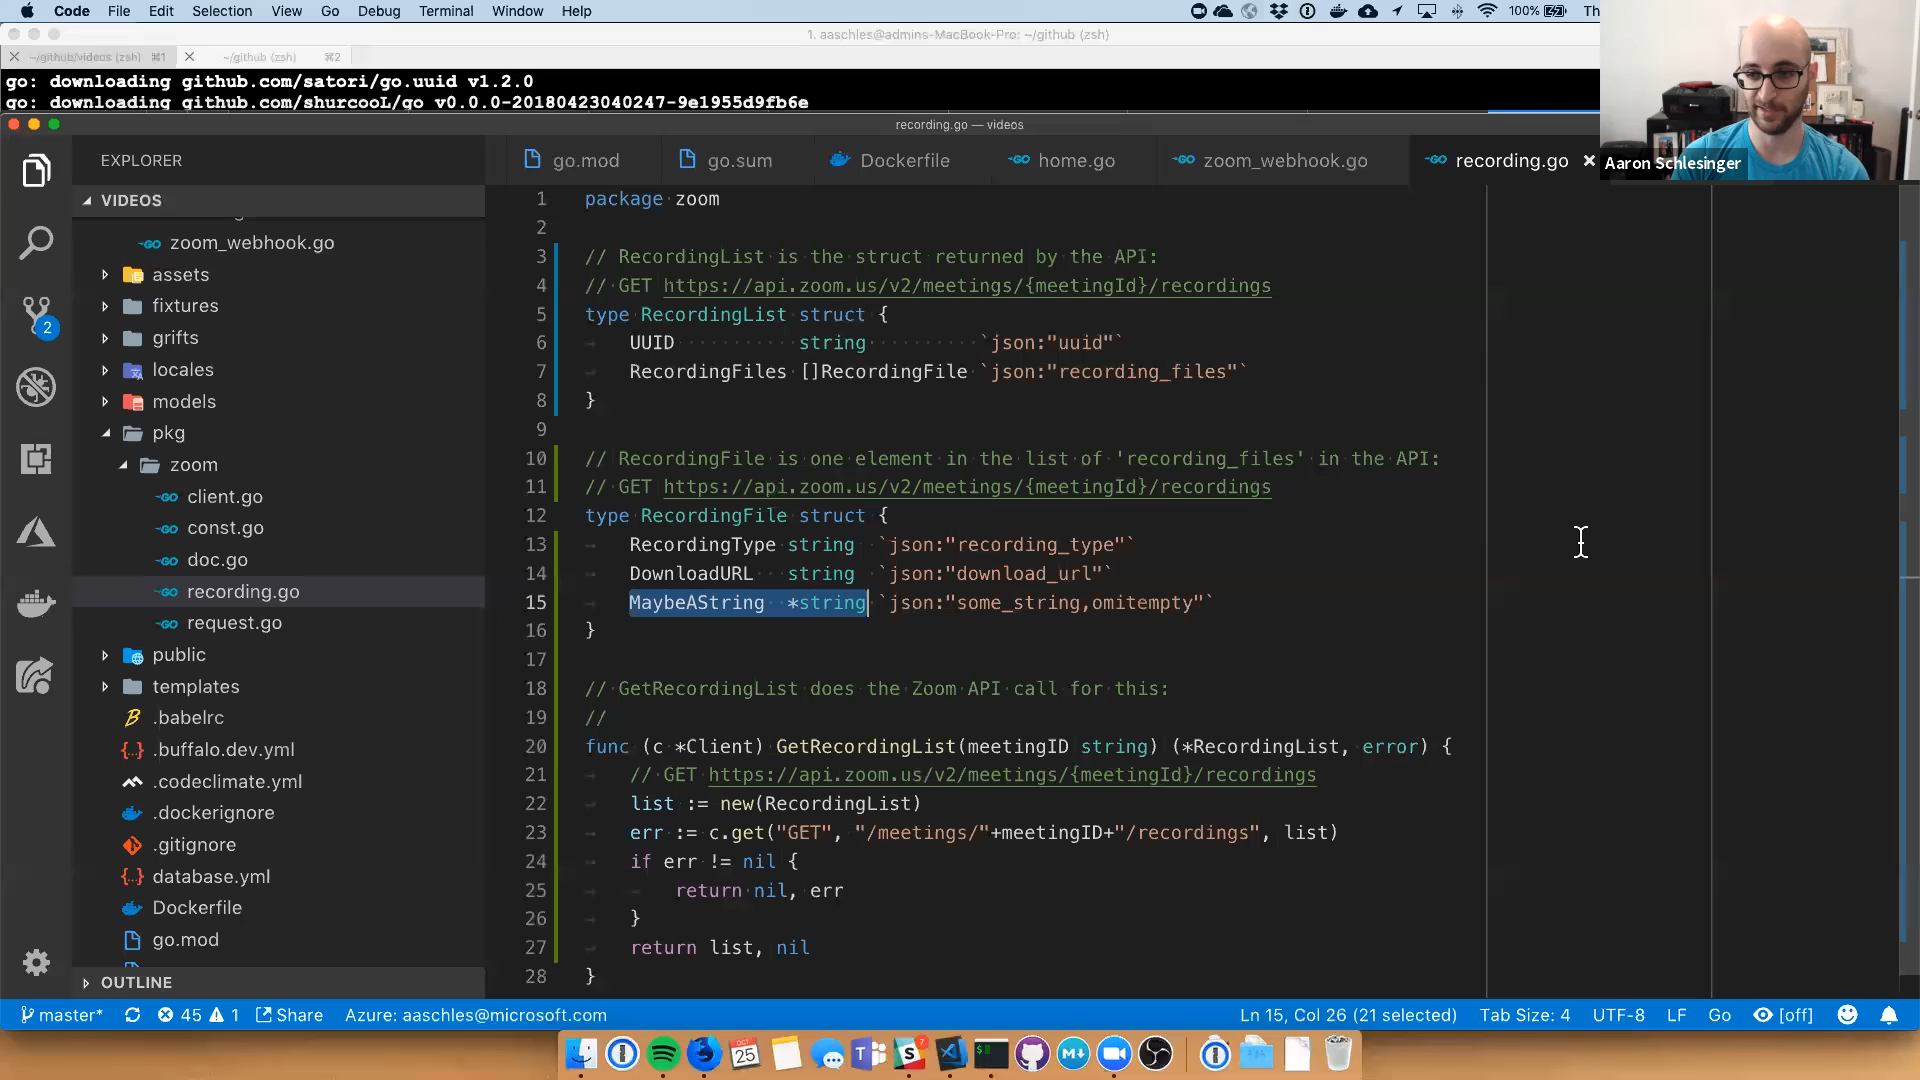 Code File Edit Selection View Go Debug Terminal Window Help 100% Th
1. aaschles@admins-MacBook-Pro: ~/github (zsh)
~/github/videos (zsh) ⌘1 ~/github (zsh) ⌘2
go: downloading github.com/satori/go.uuid v1.2.0
go: downloading github.com/shurcooL/go v0.0.0-20180423040247-9e1955d9fb6e
recording.go — videos
Aaron Schlesinger
EXPLORER
VIDEOS
zoom_webhook.go
assets
fixtures
grifts
locales
models
pkg
zoom
client.go
const.go
doc.go
recording.go
request.go
public
templates
.babelrc
.buffalo.dev.yml
.codeclimate.yml
.dockerignore
.gitignore
database.yml
Dockerfile
go.mod
OUTLINE
2
go.mod go.sum Dockerfile home.go zoom_webhook.go recording.go
1 package zoom
2
3 // RecordingList is the struct returned by the API:
4 // GET https://api.zoom.us/v2/meetings/{meetingId}/recordings
5 type RecordingList struct {
6 UUID string `json:"uuid"`
7 RecordingFiles []RecordingFile `json:"recording_files"`
8 }
9
10 // RecordingFile is one element in the list of 'recording_files' in the API:
11 // GET https://api.zoom.us/v2/meetings/{meetingId}/recordings
12 type RecordingFile struct {
13 RecordingType string `json:"recording_type"`
14 DownloadURL string `json:"download_url"`
15 MaybeAString *string `json:"some_string,omitempty"`
16 }
17
18 // GetRecordingList does the Zoom API call for this:
19 //
20 func (c *Client) GetRecordingList(meetingID string) (*RecordingList, error) {
21 // GET https://api.zoom.us/v2/meetings/{meetingId}/recordings
22 list := new(RecordingList)
23 err := c.get("GET", "/meetings/"+meetingID+"/recordings", list)
24 if err != nil {
25 return nil, err
26 }
27 return list, nil
28 }
master* 45 1 Share Azure: aaschles@microsoft.com Ln 15, Col 26 (21 selected) Tab Size: 4 UTF-8 LF Go [off]
OCT
25
7